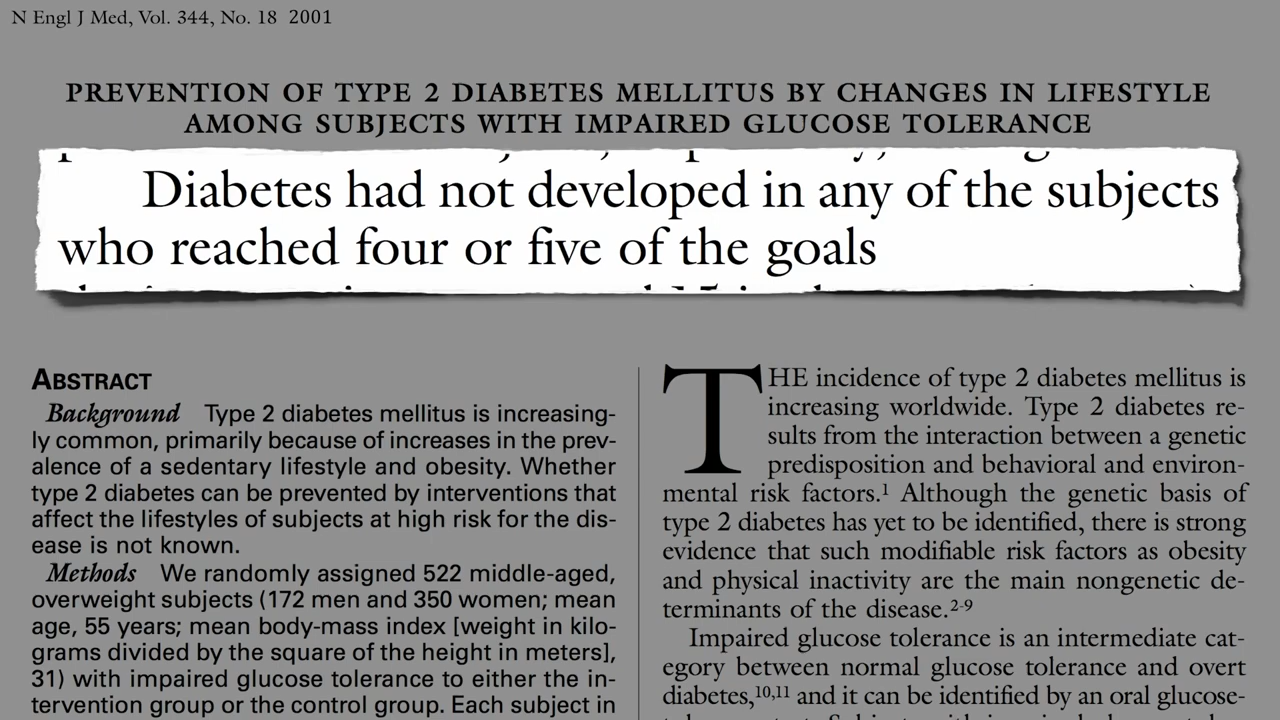 N Engl J Med, Vol. 344, No. 18 2001
PREVENTION OF TYPE 2 DIABETES MELLITUS BY CHANGES IN LIFESTYLE
AMONG SUBJECTS WITH IMPAIRED GLUCOSE TOLERANCE
Diabetes had not developed in any of the subjects
who reached four or five of the goals
ABSTRACT
Background Type 2 diabetes mellitus is increasing-
ly common, primarily because of increases in the prev-
alence of a sedentary lifestyle and obesity. Whether
type 2 diabetes can be prevented by interventions that
affect the lifestyles of subjects at high risk for the dis-
ease is not known.
Methods We randomly assigned 522 middle-aged,
overweight subjects (172 men and 350 women; mean
age, 55 years; mean body-mass index [weight in kilo-
grams divided by the square of the height in meters],
31) with impaired glucose tolerance to either the in-
tervention group or the control group. Each subject in
THE incidence of type 2 diabetes mellitus is
increasing worldwide. Type 2 diabetes re-
sults from the interaction between a genetic
predisposition and behavioral and environ-
mental risk factors.¹ Although the genetic basis of
type 2 diabetes has yet to be identified, there is strong
evidence that such modifiable risk factors as obesity
and physical inactivity are the main nongenetic de-
terminants of the disease.²⁻⁹
Impaired glucose tolerance is an intermediate cat-
egory between normal glucose tolerance and overt
diabetes,¹⁰,¹¹ and it can be identified by an oral glucose-